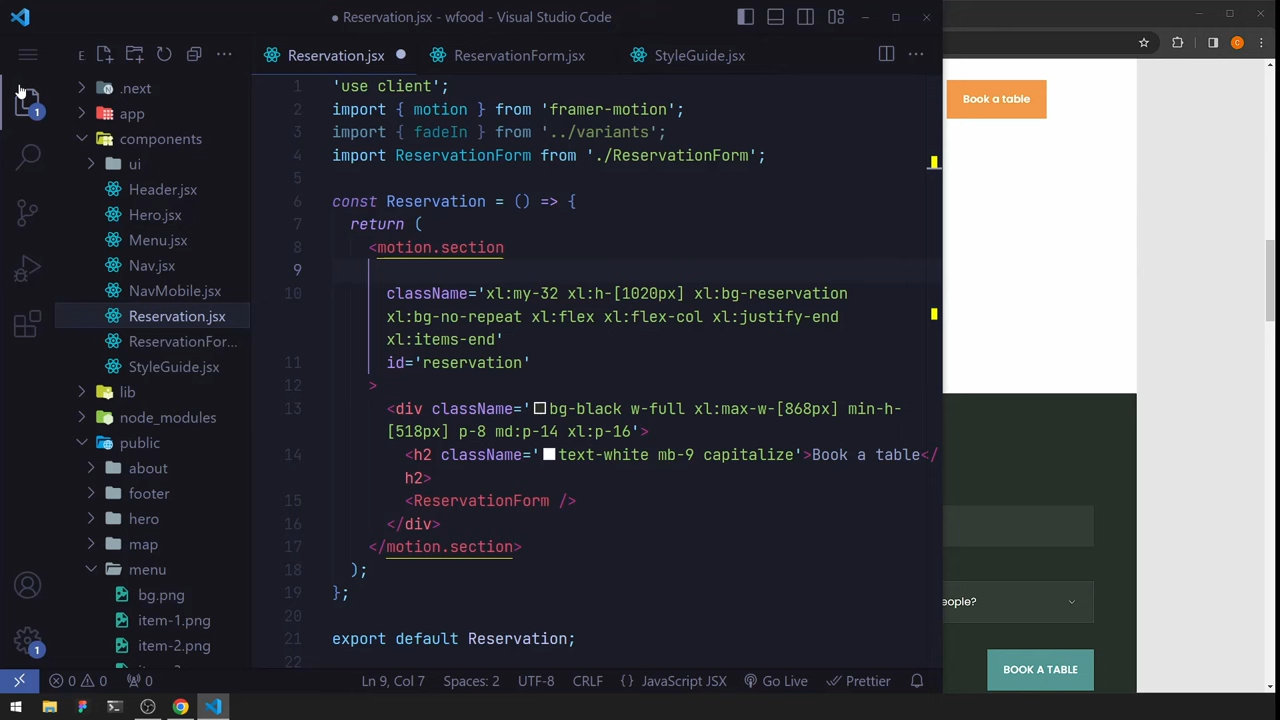 ● Reservation.jsx - wfood - Visual Studio Code
E
Reservation.jsx
ReservationForm.jsx
StyleGuide.jsx
1
.next
app
components
ui
Header.jsx
Hero.jsx
Menu.jsx
Nav.jsx
NavMobile.jsx
Reservation.jsx
ReservationFor...
StyleGuide.jsx
lib
node_modules
public
about
footer
hero
map
menu
bg.png
item-1.png
item-2.png
1
1 'use client';
2 import { motion } from 'framer-motion';
3 import { fadeIn } from '../variants';
4 import ReservationForm from './ReservationForm';
5
6 const Reservation = () => {
7 return (
8 <motion.section
9
10 className='xl:my-32 xl:h-[1020px] xl:bg-reservation
xl:bg-no-repeat xl:flex xl:flex-col xl:justify-end
xl:items-end'
11 id='reservation'
12 >
13 <div className='bg-black w-full xl:max-w-[868px] min-h-
[518px] p-8 md:p-14 xl:p-16'>
14 <h2 className='text-white mb-9 capitalize'>Book a table</
h2>
15 <ReservationForm />
16 </div>
17 </motion.section>
18 );
19 };
20
21 export default Reservation;
22
0 0
0
Ln 9, Col 7
Spaces: 2
UTF-8
CRLF
{} JavaScript JSX
Go Live
Prettier
C
Book a table
eople?
BOOK A TABLE